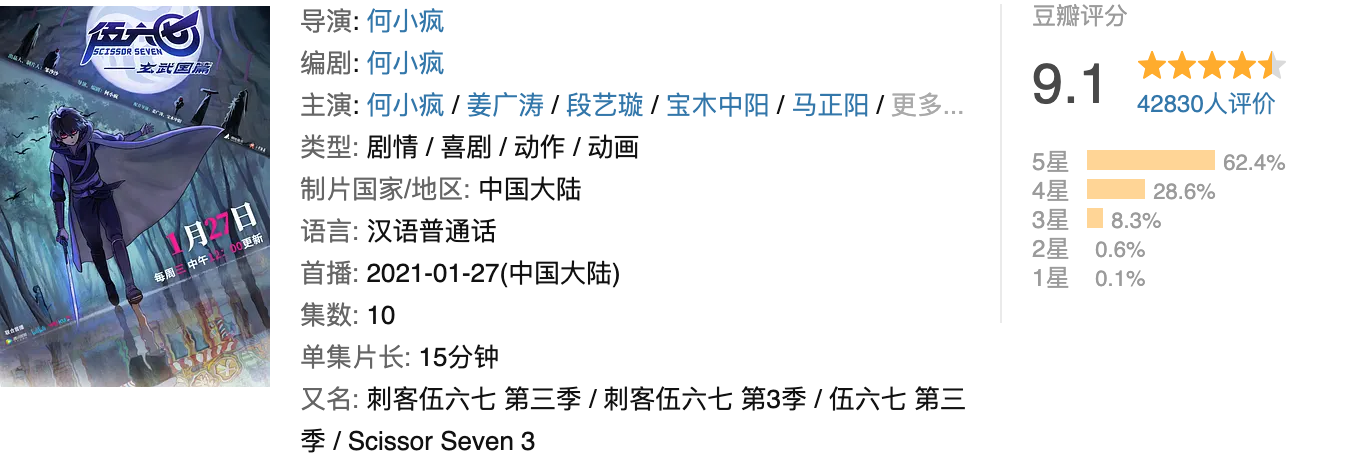 伍六七
SCISSOR SEVEN
——玄武国篇
1月27日
每周三 中午12:00更新
导演: 何小疯
编剧: 何小疯
主演: 何小疯 / 姜广涛 / 段艺璇 / 宝木中阳 / 马正阳 / 更多...
类型: 剧情 / 喜剧 / 动作 / 动画
制片国家/地区: 中国大陆
语言: 汉语普通话
首播: 2021-01-27(中国大陆)
集数: 10
单集片长: 15分钟
又名: 刺客伍六七 第三季 / 刺客伍六七 第3季 / 伍六七 第三
季 / Scissor Seven 3
豆瓣评分
9.1
42830人评价
5星 62.4%
4星 28.6%
3星 8.3%
2星 0.6%
1星 0.1%